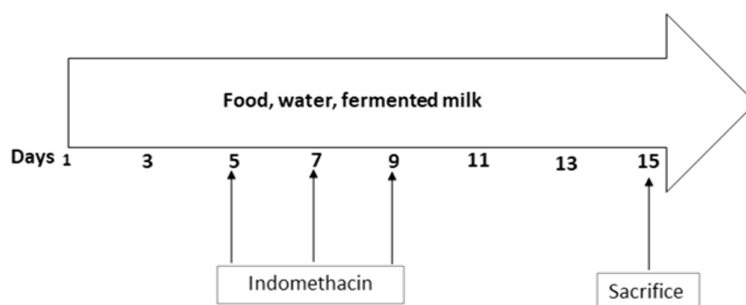 Food, water, fermented milk
Days 1 3 5 7 9 11 13 15
Indomethacin
Sacrifice